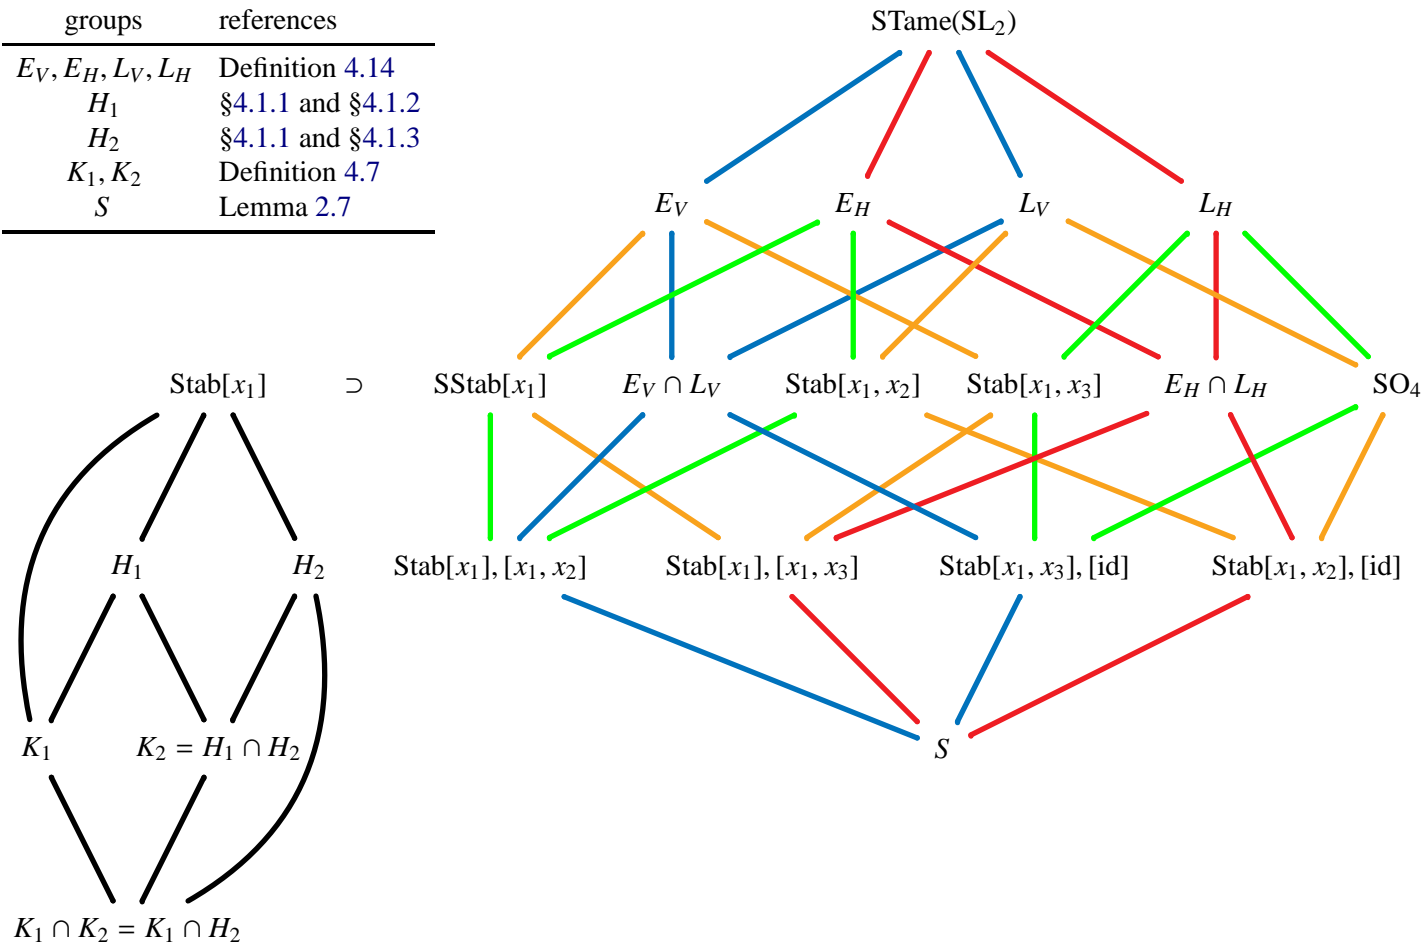 groups references
E_V, E_H, L_V, L_H Definition 4.14
H_1 §4.1.1 and §4.1.2
H_2 §4.1.1 and §4.1.3
K_1, K_2 Definition 4.7
S Lemma 2.7
STame(SL_2)
E_V E_H L_V L_H
Stab[x_1] ⊃ SStab[x_1] E_V ∩ L_V Stab[x_1, x_2] Stab[x_1, x_3] E_H ∩ L_H SO_4
H_1 H_2 Stab[x_1], [x_1, x_2] Stab[x_1], [x_1, x_3] Stab[x_1, x_3], [id] Stab[x_1, x_2], [id]
K_1 K_2 = H_1 ∩ H_2 S
K_1 ∩ K_2 = K_1 ∩ H_2